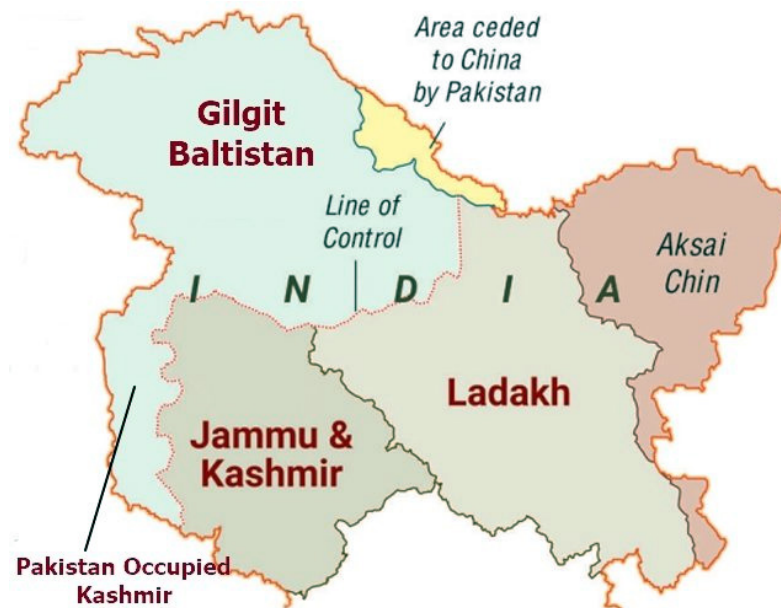 Area ceded
to China
by Pakistan
Gilgit
Baltistan
Line of
Control
Aksai
Chin
I N D I A
Ladakh
Jammu &
Kashmir
Pakistan Occupied
Kashmir